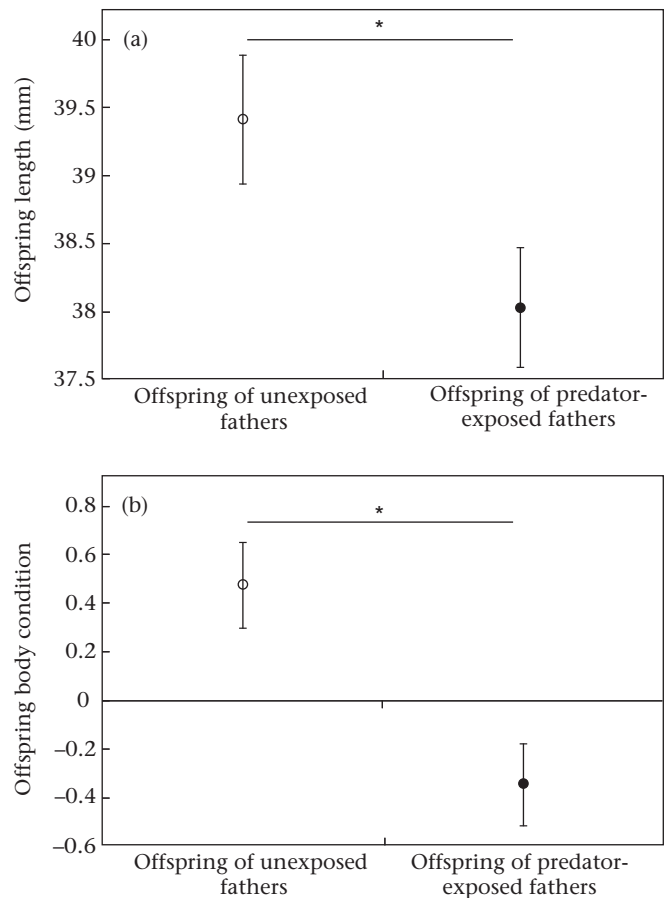 (a)
*
Offspring length (mm)
40
39.5
39
38.5
38
37.5
Offspring of unexposed
fathers
Offspring of predator-
exposed fathers
(b)
*
Offspring body condition
0.8
0.6
0.4
0.2
0
−0.2
−0.4
−0.6
Offspring of unexposed
fathers
Offspring of predator-
exposed fathers